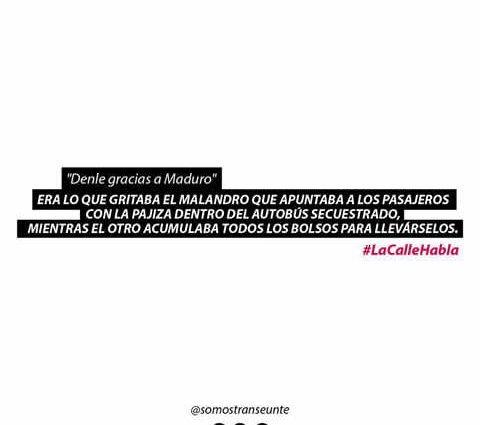 "Denle gracias a Maduro"
ERA LO QUE GRITABA EL MALANDRO QUE APUNTABA A LOS PASAJEROS
CON LA PAJIZA DENTRO DEL AUTOBÚS SECUESTRADO,
MIENTRAS EL OTRO ACUMULABA TODOS LOS BOLSOS PARA LLEVÁRSELOS.
#LaCalleHabla
@somostranseunte